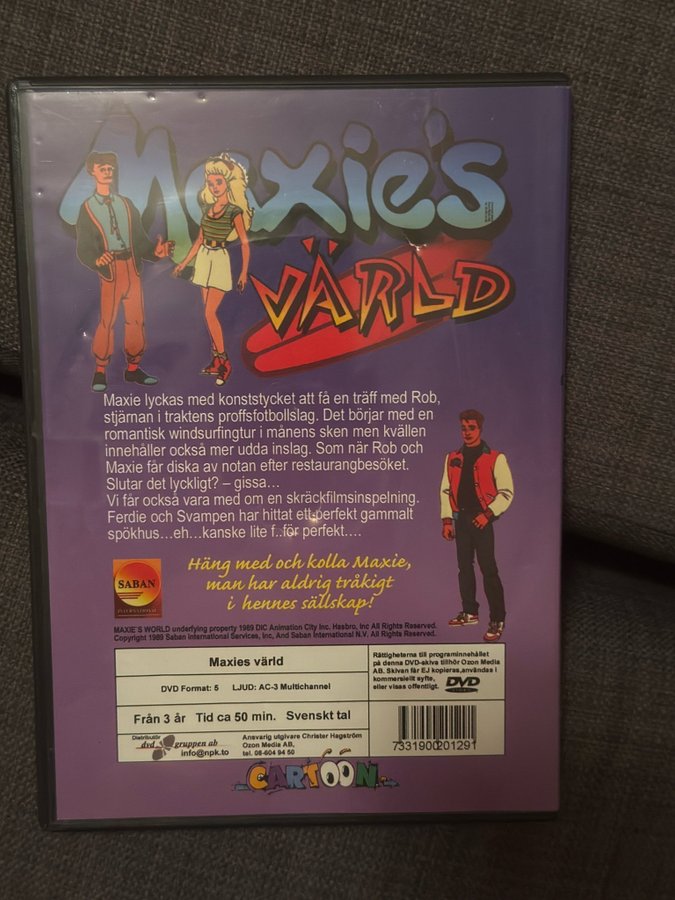 Maxie's
VÄRLD
Maxie lyckas med konststycket att få en träff med Rob,
stjärnan i traktens proffsfotbollslag. Det börjar med en
romantisk windsurfingtur i månens sken men kvällen
innehåller också mer udda inslag. Som när Rob och
Maxie får diska av notan efter restaurangbesöket.
Slutar det lyckligt? – gissa...
Vi får också vara med om en skräckfilmsinspelning.
Ferdie och Svampen har hittat ett perfekt gammalt
spökhus...eh...kanske lite f..för perfekt....
Häng med och kolla Maxie,
man har aldrig tråkigt
i hennes sällskap!
SABAN
INTERNATIONAL
MAXIE'S WORLD underlying property 1989 DIC Animation City Inc. Hasbro, Inc All Rights Reserved.
Copyright 1989 Saban International Services, Inc, And Saban International N.V. All Rights Reserved.
Maxies värld
DVD Format: 5 LJUD: AC-3 Multichannel
Från 3 år Tid ca 50 min. Svenskt tal
Distributör
dvd gruppen ab
info@npk.to
Ansvarig utgivare Christer Hagström
Ozon Media AB,
tel. 08-604 94 50
Rättigheterna till programinnehållet
på denna DVD-skiva tillhör Ozon Media
AB. Skivan får EJ kopieras,användas i
kommersiellt syfte,
eller visas offentligt.
DVD
VIDEO
7331900201291
CARTOON